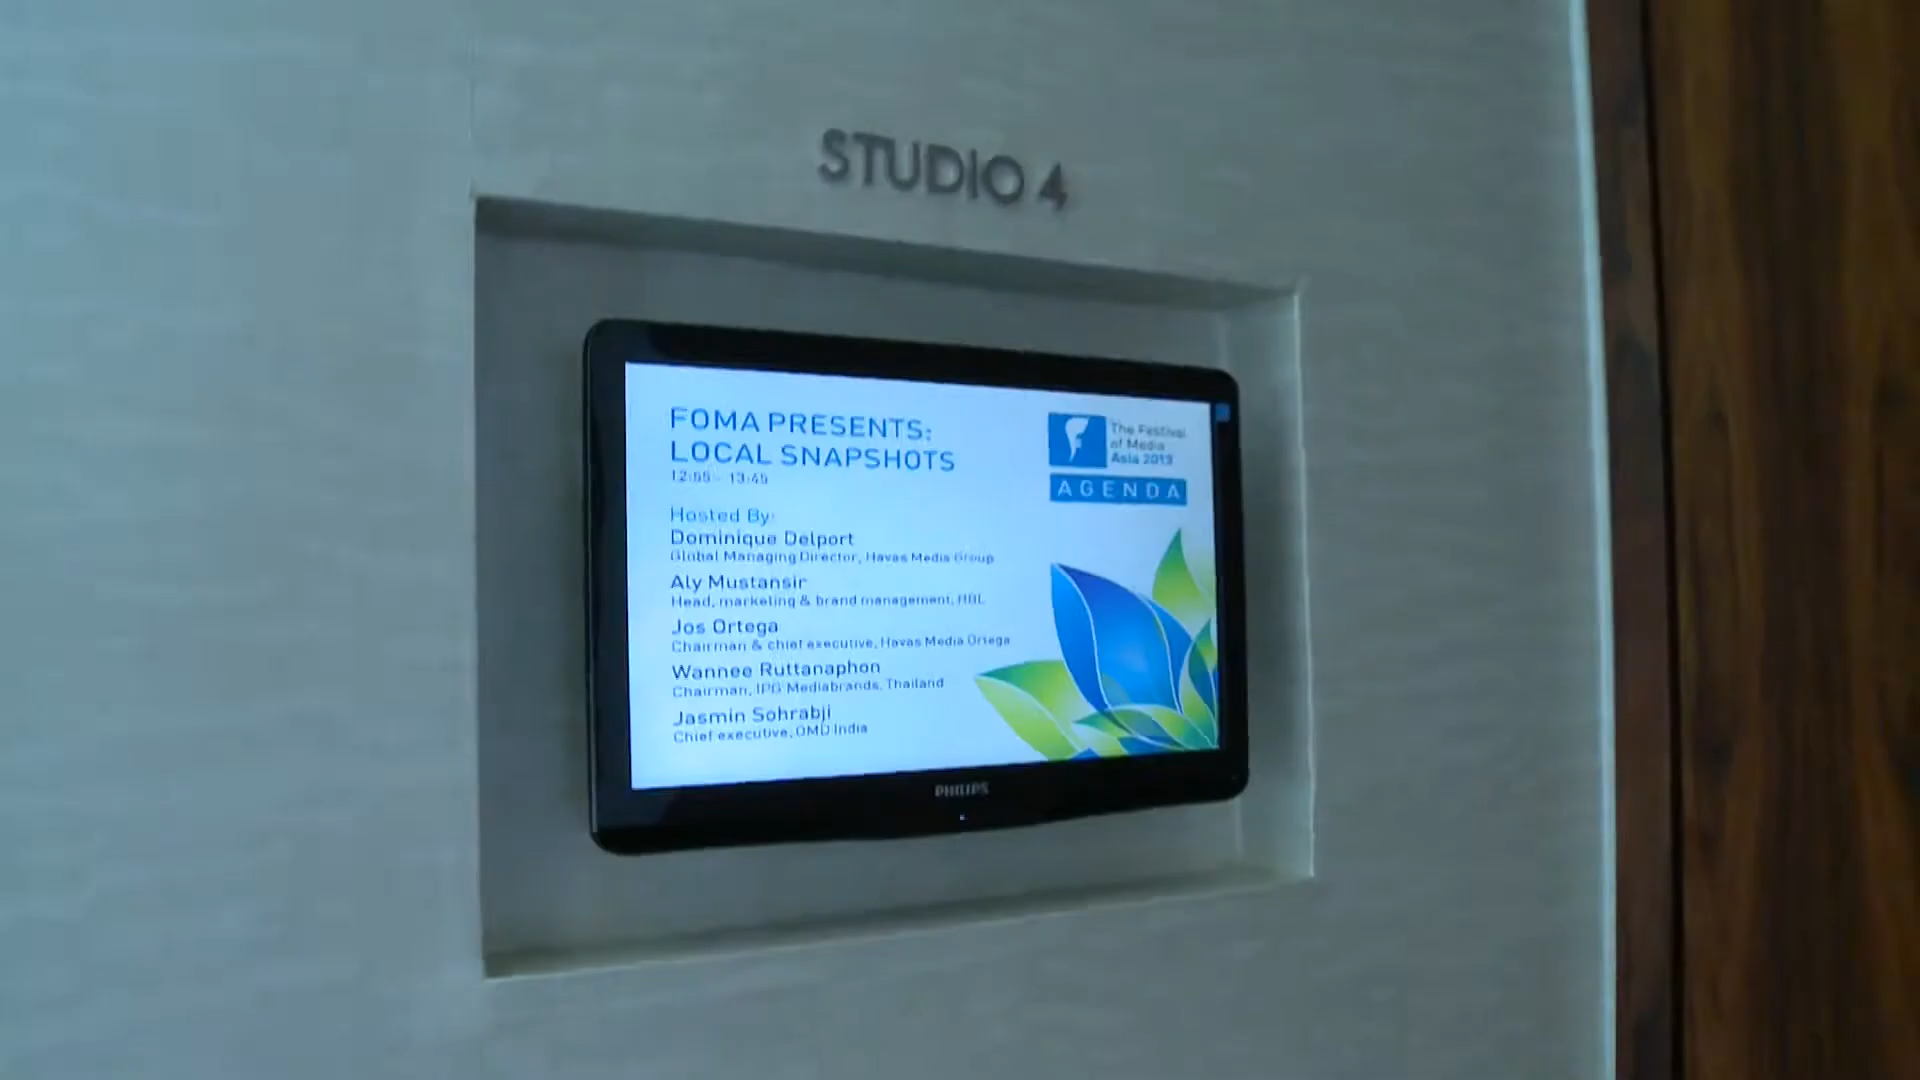 STUDIO 4
FOMA PRESENTS:
LOCAL SNAPSHOTS
12:55 - 13:45
Hosted By:
Dominique Delport
Global Managing Director, Havas Media Group
Aly Mustansir
Head, marketing & brand management, HBL
Jos Ortega
Chairman & chief executive, Havas Media Ortega
Wannee Ruttanaphon
Chairman, IPG Mediabrands, Thailand
Jasmin Sohrabji
Chief executive, OMD India
The Festival
of Media
Asia 2013
AGENDA
PHILIPS